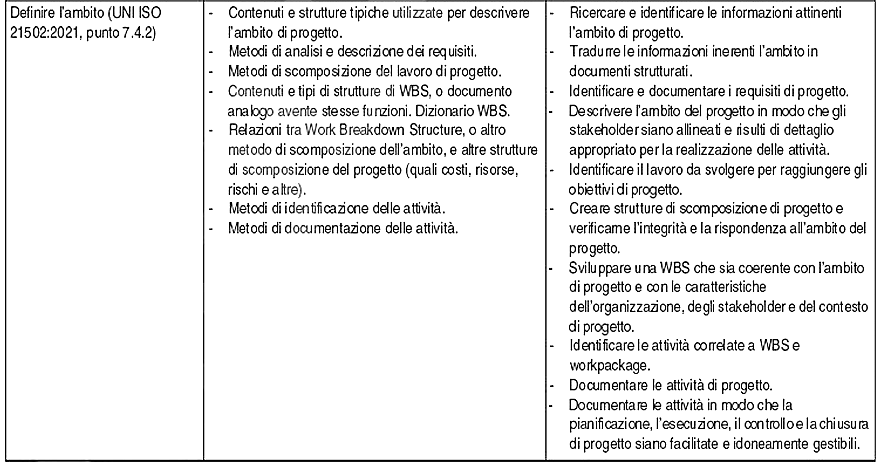 Definire l'ambito (UNI ISO
21502:2021, punto 7.4.2)
- Contenuti e strutture tipiche utilizzate per descrivere
l'ambito di progetto.
- Metodi di analisi e descrizione dei requisiti.
- Metodi di scomposizione del lavoro di progetto.
- Contenuti e tipi di strutture di WBS, o documento
analogo avente stesse funzioni. Dizionario WBS.
- Relazioni tra Work Breakdown Structure, o altro
metodo di scomposizione dell'ambito, e altre strutture
di scomposizione del progetto (quali costi, risorse,
rischi e altre).
- Metodi di identificazione delle attività.
- Metodi di documentazione delle attività.
- Ricercare e identificare le informazioni attinenti
l'ambito di progetto.
- Tradurre le informazioni inerenti l'ambito in
documenti strutturati.
- Identificare e documentare i requisiti di progetto.
- Descrivere l'ambito del progetto in modo che gli
stakeholder siano allineati e risulti di dettaglio
appropriato per la realizzazione delle attività.
- Identificare il lavoro da svolgere per raggiungere gli
obiettivi di progetto.
- Creare strutture di scomposizione di progetto e
verificarne l'integrità e la rispondenza all'ambito del
progetto.
- Sviluppare una WBS che sia coerente con l'ambito
di progetto e con le caratteristiche
dell'organizzazione, degli stakeholder e del contesto
di progetto.
- Identificare le attività correlate a WBS e
workpackage.
- Documentare le attività di progetto.
- Documentare le attività in modo che la
pianificazione, l'esecuzione, il controllo e la chiusura
di progetto siano facilitate e idoneamente gestibili.